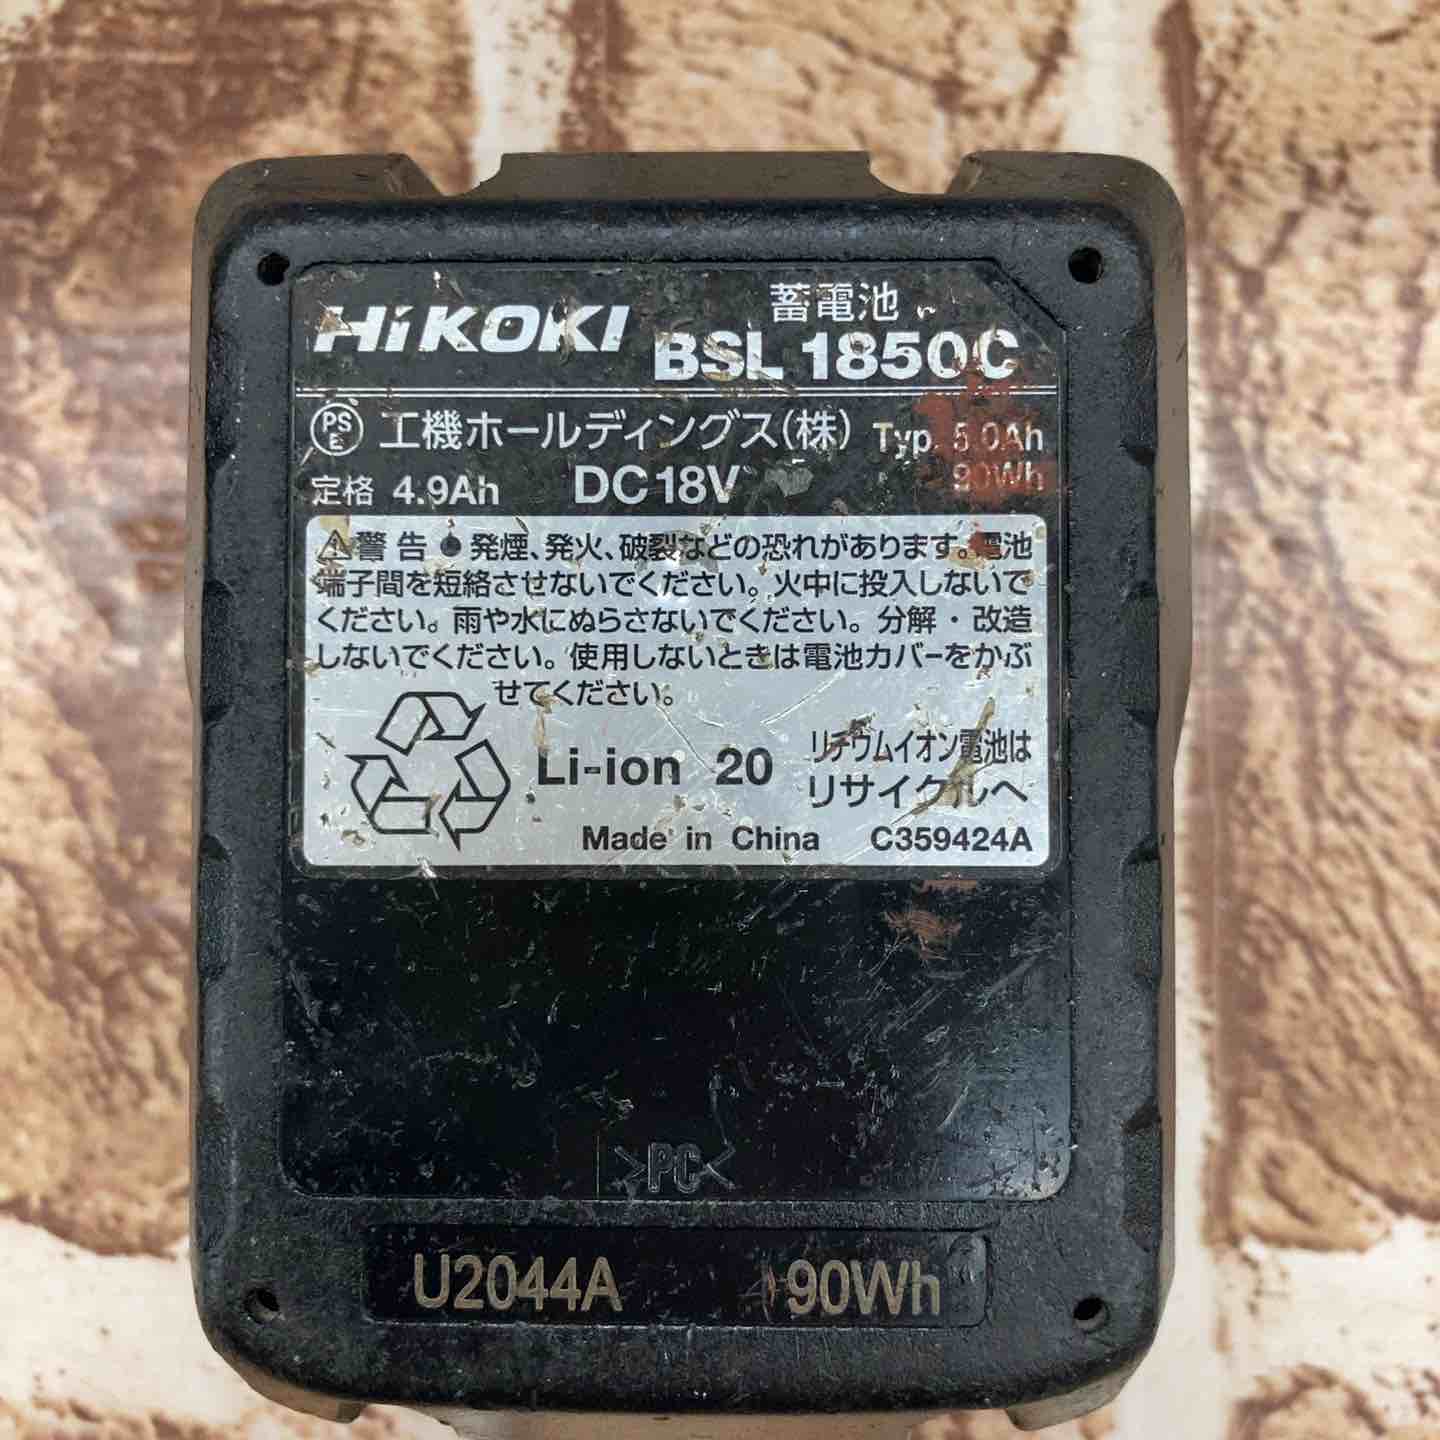 HiKOKI
蓄電池
BSL 1850C
PS E 工機ホールディングス(株) Typ. 5.0Ah
定格 4.9Ah DC18V 90Wh
⚠警告 ● 発煙、発火、破裂などの恐れがあります。電池
端子間を短絡させないでください。火中に投入しないで
ください。雨や水にぬらさないでください。分解・改造
しないでください。使用しないときは電池カバーをかぶ
せてください。
Li-ion 20 リチウムイオン電池は
リサイクルへ
Made in China C359424A
>PC<
U2044A 90Wh